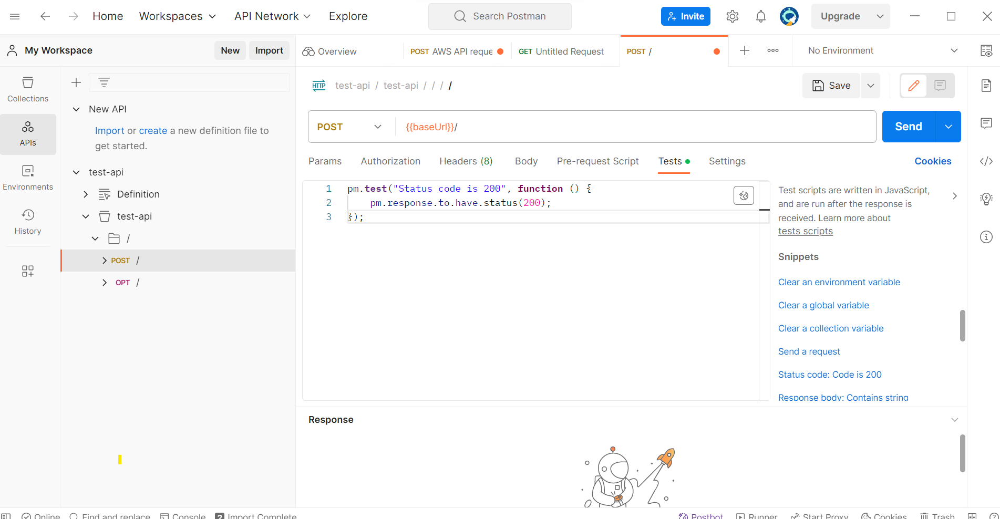 Home Workspaces API Network Explore Search Postman Invite Upgrade
My Workspace New Import
Overview POST AWS API reque GET Untitled Request POST / No Environment
Collections
APIs
Environments
History
New API
Import or create a new definition file to
get started.
test-api
Definition
test-api
/
POST /
OPT /
HTTP test-api / test-api / / / / Save
POST {{baseUrl}}/ Send
Params Authorization Headers (8) Body Pre-request Script Tests Settings Cookies
1 pm.test("Status code is 200", function () {
2 pm.response.to.have.status(200);
3 });
Test scripts are written in JavaScript,
and are run after the response is
received. Learn more about
tests scripts
Snippets
Clear an environment variable
Clear a global variable
Clear a collection variable
Send a request
Status code: Code is 200
Response body: Contains string
Response
Online Find and replace Console 2 Import Complete Postbot Runner Start Proxy Cookies Trash